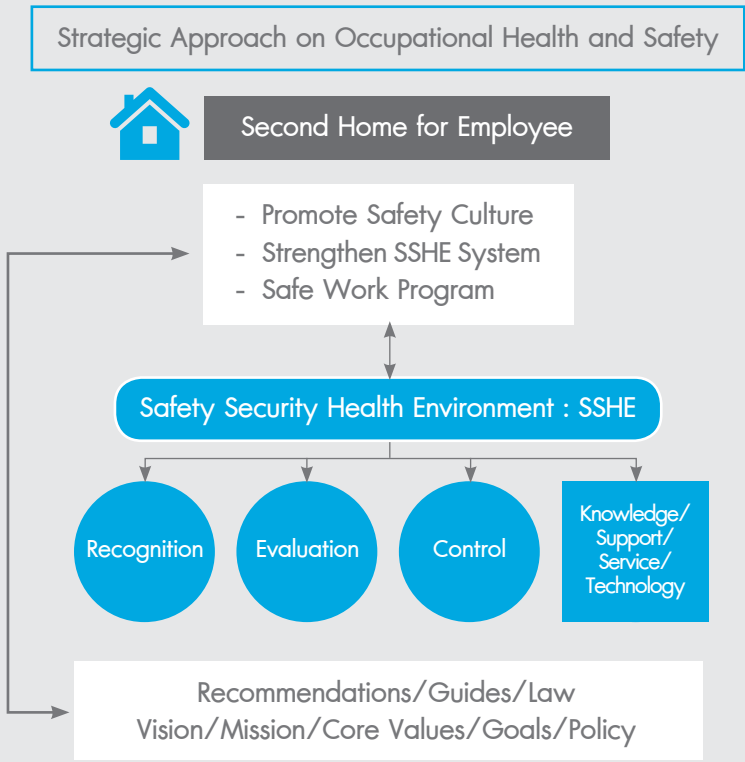 Strategic Approach on Occupational Health and Safety
Second Home for Employee
- Promote Safety Culture
- Strengthen SSHE System
- Safe Work Program
Safety Security Health Environment : SSHE
Recognition
Evaluation
Control
Knowledge/
Support/
Service/
Technology
Recommendations/Guides/Law
Vision/Mission/Core Values/Goals/Policy